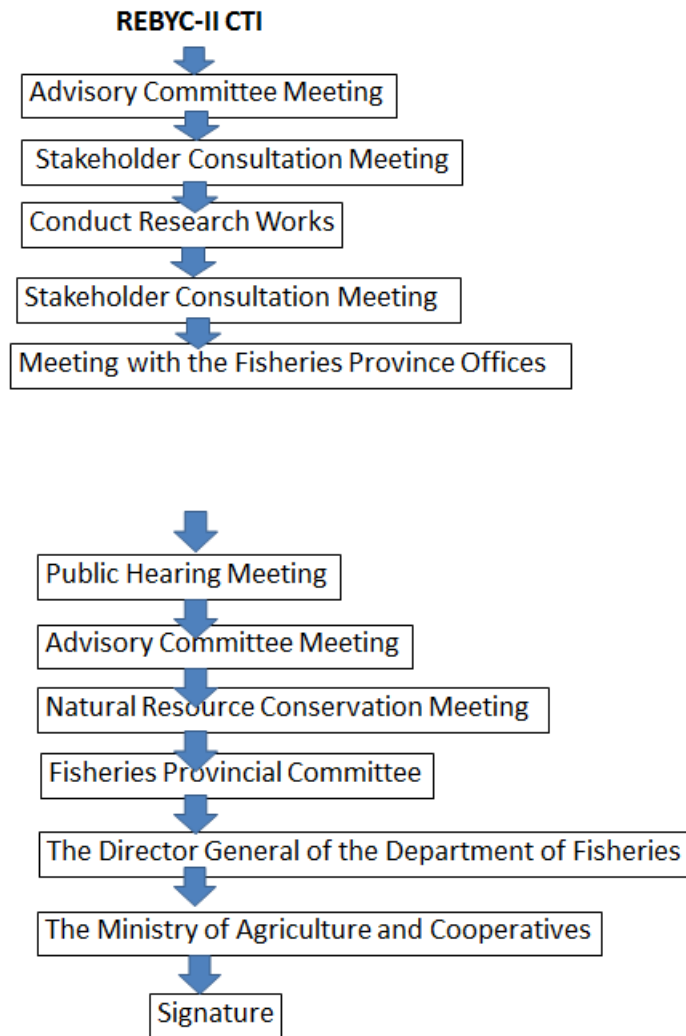 REBYC-II CTI
Advisory Committee Meeting
Stakeholder Consultation Meeting
Conduct Research Works
Stakeholder Consultation Meeting
Meeting with the Fisheries Province Offices
Public Hearing Meeting
Advisory Committee Meeting
Natural Resource Conservation Meeting
Fisheries Provincial Committee
The Director General of the Department of Fisheries
The Ministry of Agriculture and Cooperatives
Signature